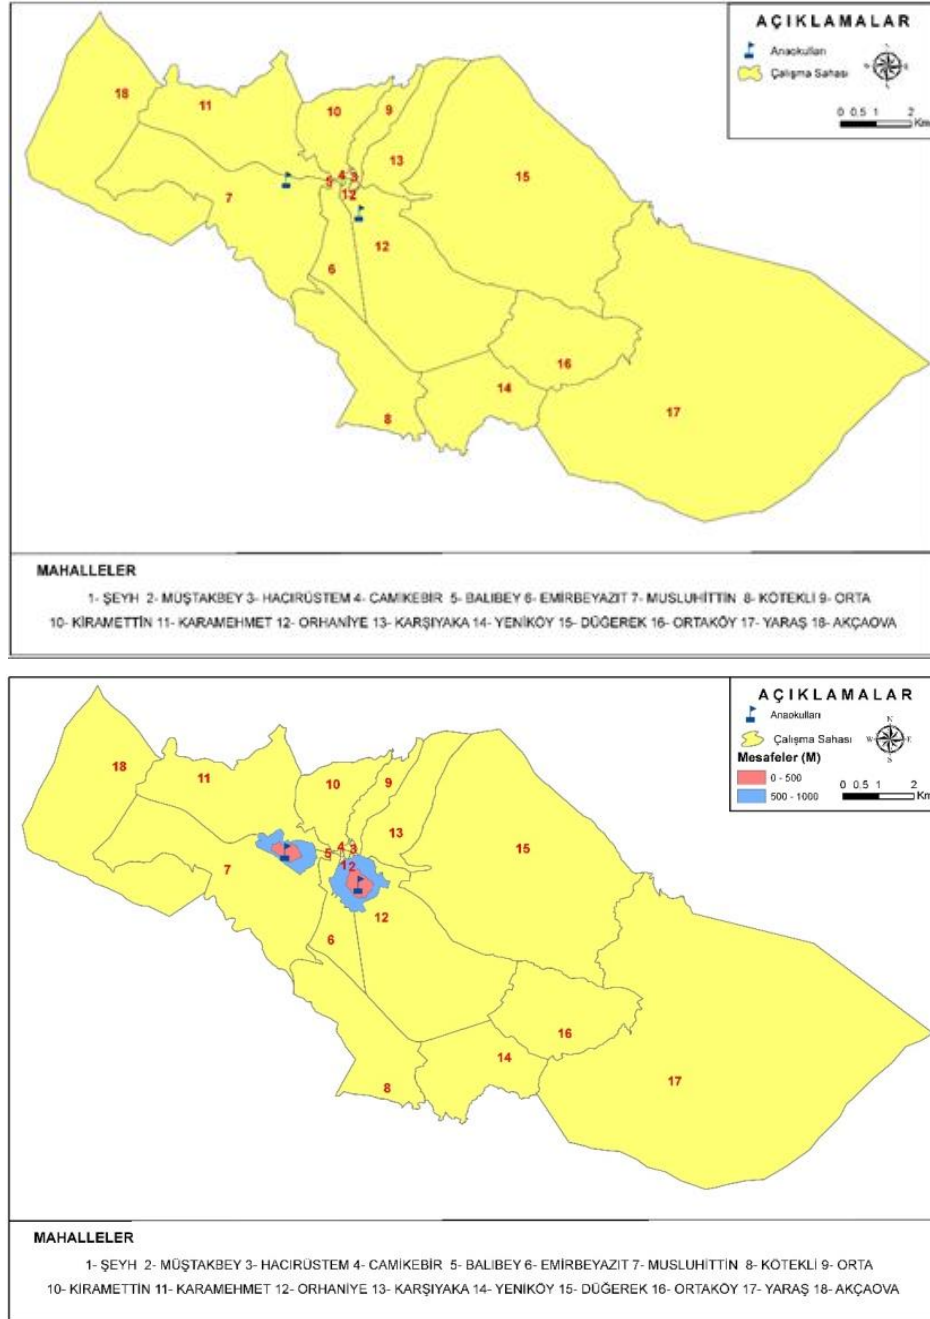 AÇIKLAMALAR
Anaokulları
Çalışma Sahası
0 0.5 1 2
Km
18
11
10
9
13
15
7
5
4
3
12
12
6
16
14
17
8
MAHALLELER
1- ŞEYH 2- MÜŞTAKBEY 3- HACIRÜSTEM 4- CAMİKEBİR 5- BALIBEY 6- EMİRBEYAZIT 7- MUSLUHİTTİN 8- KÖTEKLİ 9- ORTA
10- KİRAMETTİN 11- KARAMEHMET 12- ORHANİYE 13- KARŞIYAKA 14- YENİKÖY 15- DÜĞEREK 16- ORTAKÖY 17- YARAŞ 18- AKÇAOVA
AÇIKLAMALAR
Anaokulları
Çalışma Sahası
N
W E
S
Mesafeler (M)
0 - 500
500 - 1000
0 0.5 1 2
Km
18
11
10
9
13
15
7
5
4
3
12
12
6
16
14
17
8
MAHALLELER
1- ŞEYH 2- MÜŞTAKBEY 3- HACIRÜSTEM 4- CAMİKEBİR 5- BALIBEY 6- EMİRBEYAZIT 7- MUSLUHİTTİN 8- KÖTEKLİ 9- ORTA
10- KİRAMETTİN 11- KARAMEHMET 12- ORHANİYE 13- KARŞIYAKA 14- YENİKÖY 15- DÜĞEREK 16- ORTAKÖY 17- YARAŞ 18- AKÇAOVA